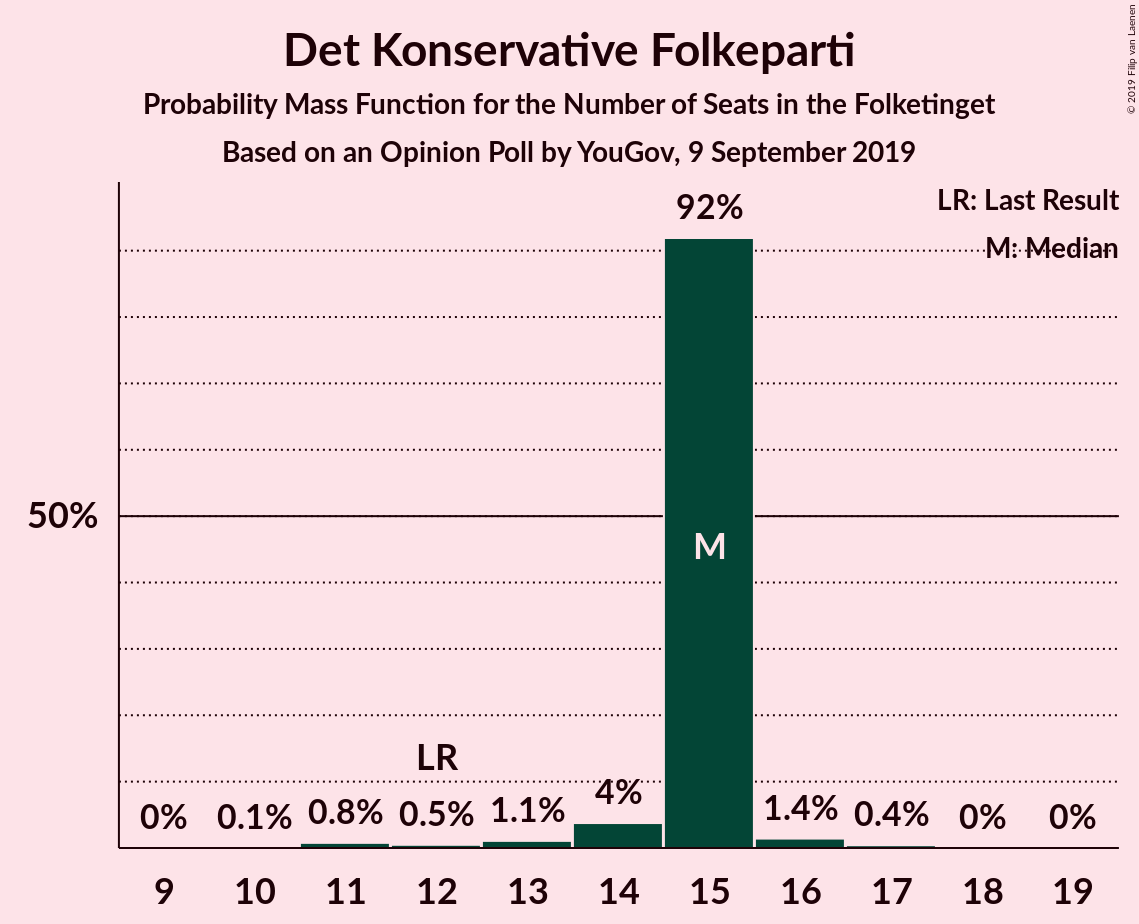 Det Konservative Folkeparti
Probability Mass Function for the Number of Seats in the Folketinget
Based on an Opinion Poll by YouGov, 9 September 2019
© 2019 Filip van Laenen
LR: Last Result
M: Median
92%
50%
M
LR
0% 0.1% 0.8% 0.5% 1.1% 4% 1.4% 0.4% 0% 0%
9 10 11 12 13 14 15 16 17 18 19